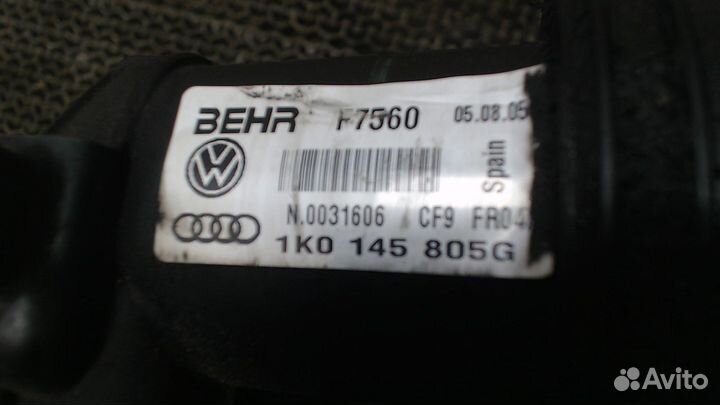 BEHR F7560 05.08.05
Spain
N.0031606 CF9 FR04
1K0 145 805G
Avito